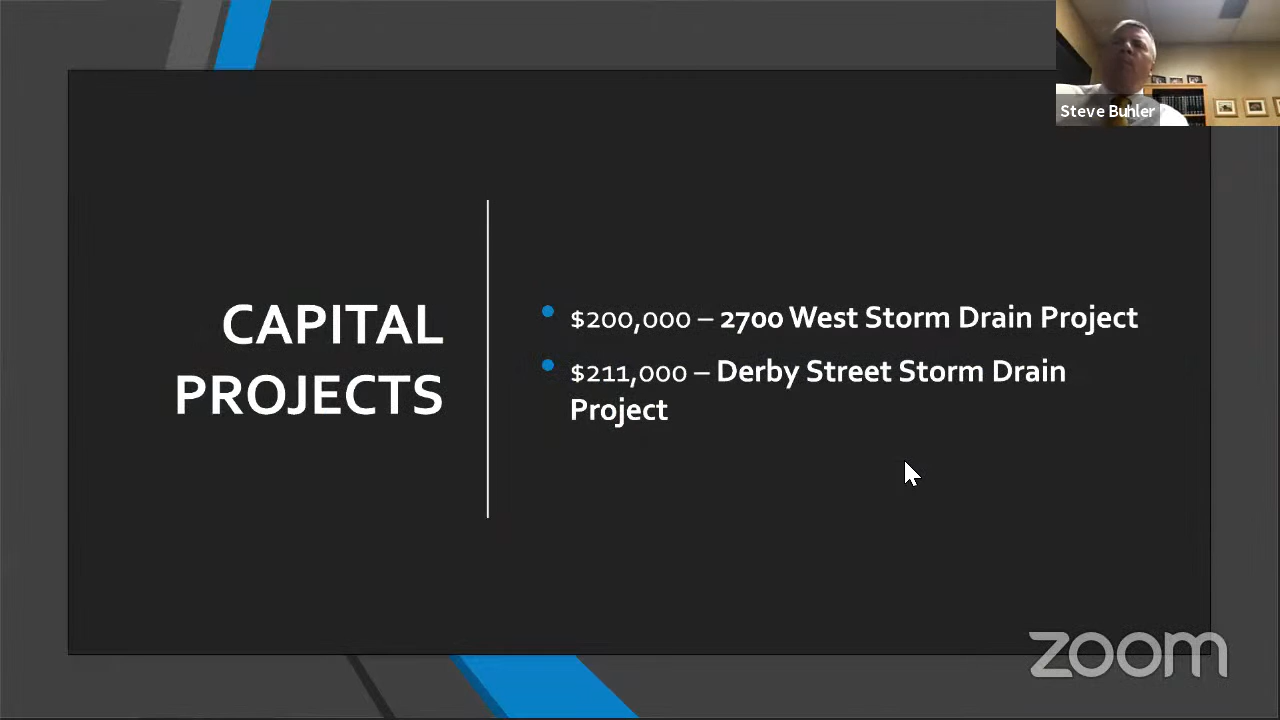 Steve Buhler
CAPITAL
PROJECTS
$200,000 – 2700 West Storm Drain Project
$211,000 – Derby Street Storm Drain
Project
zoom